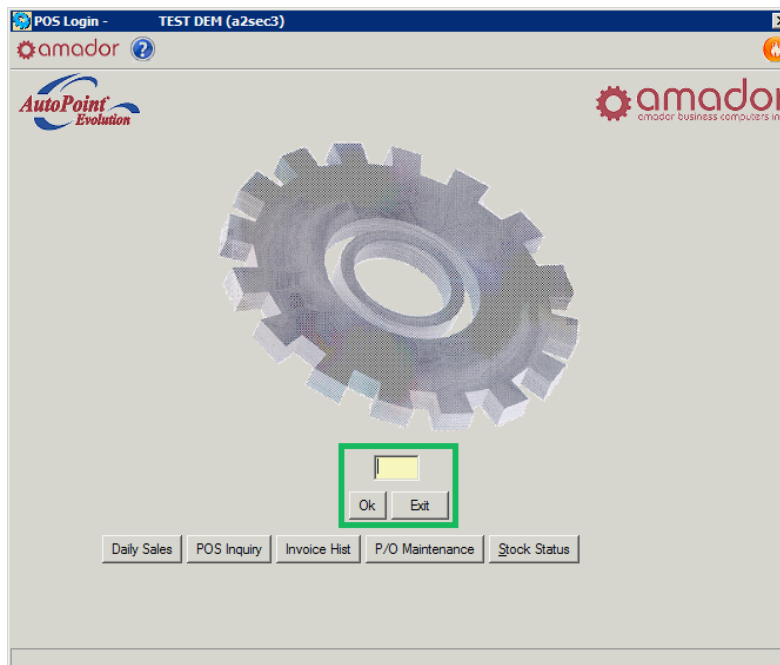 POS Login - TEST DEM (a2sec3)
amador
AutoPoint
Evolution
amador
amador business computers in
Ok Exit
Daily Sales POS Inquiry Invoice Hist P/O Maintenance Stock Status